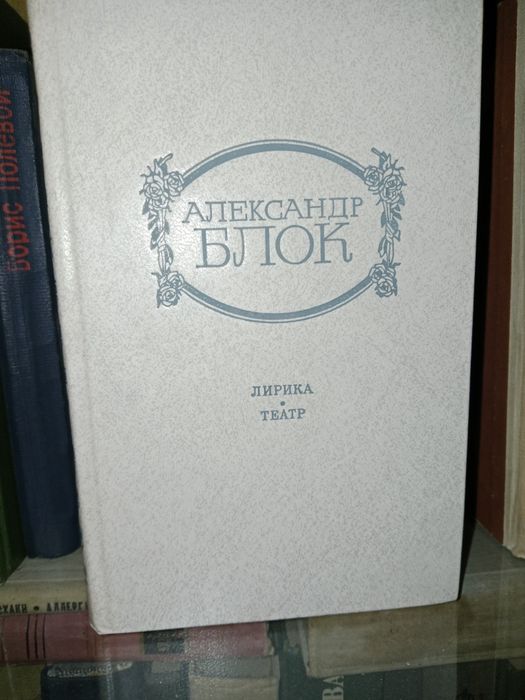 АЛЕКСАНДР
БЛОК
ЛИРИКА
•
ТЕАТР
Борис Полевой